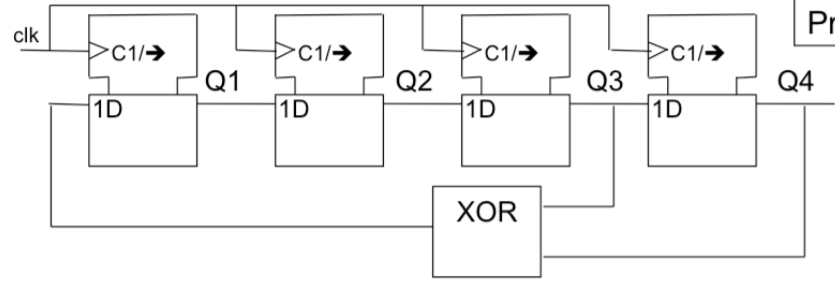 Pr
clk
C1/➔ C1/➔ C1/➔ C1/➔
Q1 Q2 Q3 Q4
1D 1D 1D 1D
XOR